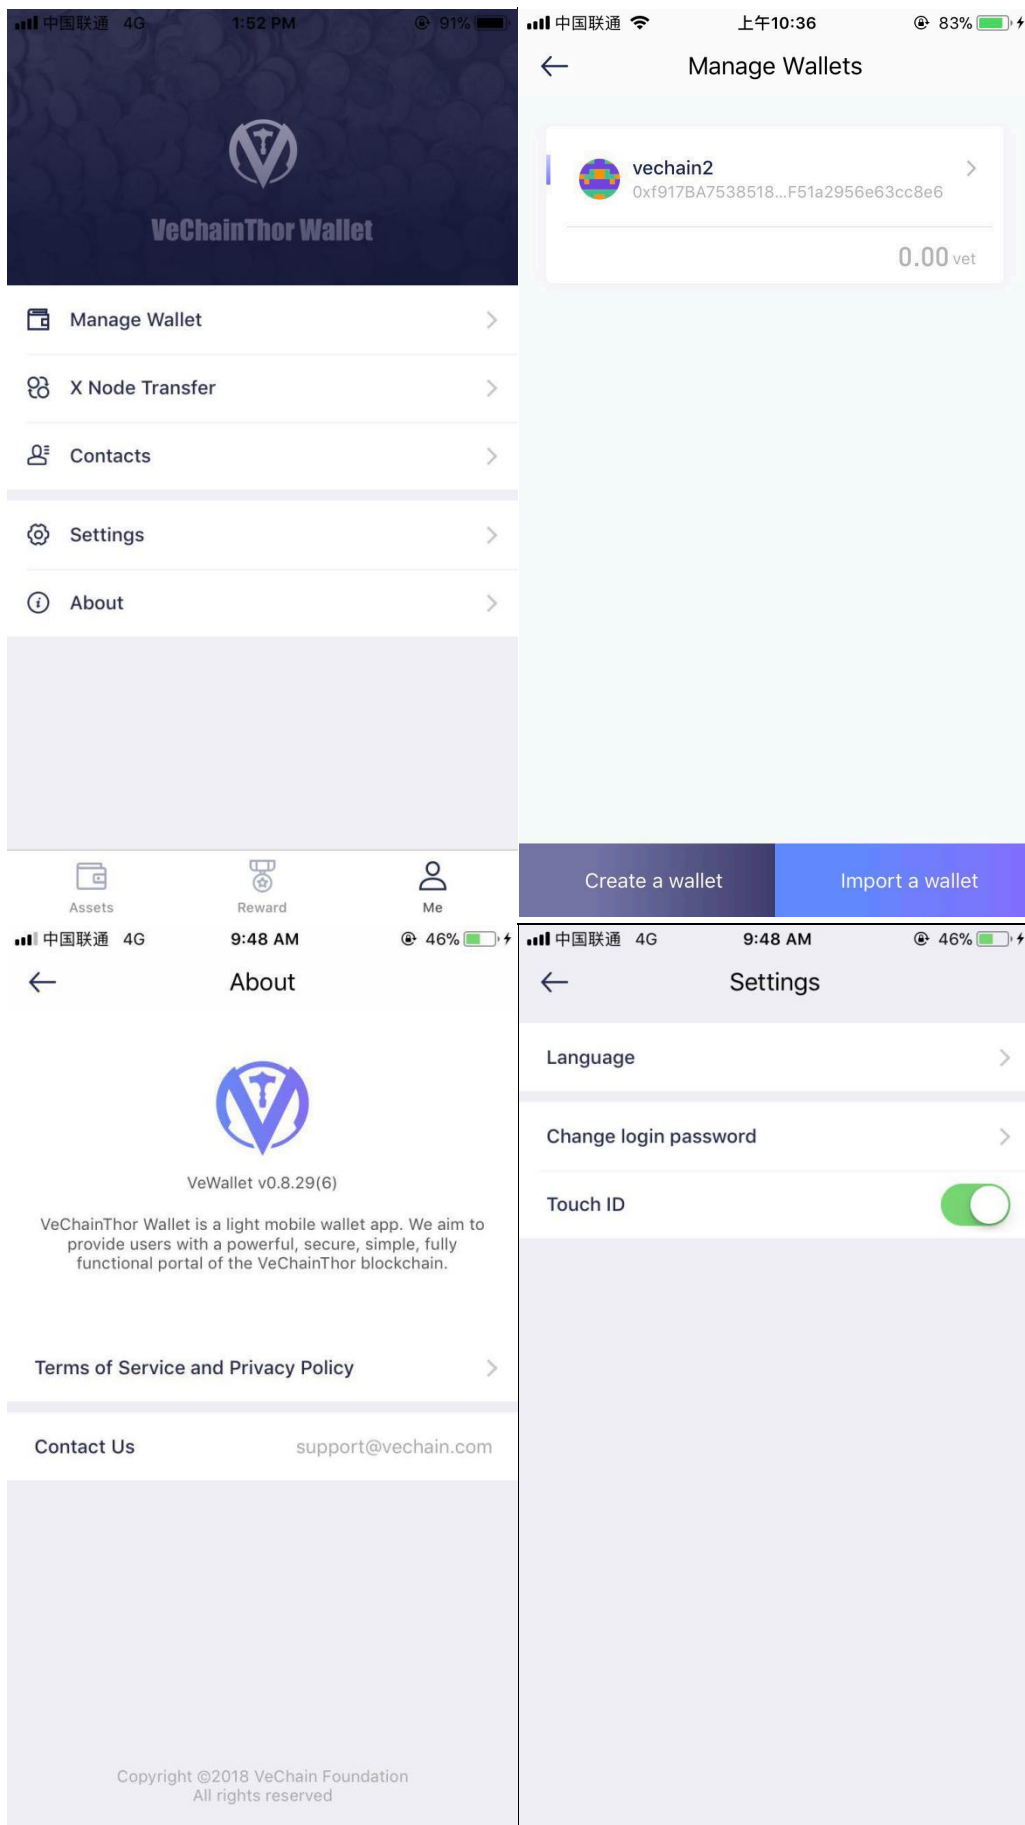 中国联通 4G 1:52 PM 91%
VeChainThor Wallet
Manage Wallet
X Node Transfer
Contacts
Settings
About
Assets Reward Me
中国联通 上午10:36 83%
Manage Wallets
vechain2
0xf917BA7538518...F51a2956e63cc8e6
0.00 vet
Create a wallet Import a wallet
中国联通 4G 9:48 AM 46%
About
VeWallet v0.8.29(6)
VeChainThor Wallet is a light mobile wallet app. We aim to
provide users with a powerful, secure, simple, fully
functional portal of the VeChainThor blockchain.
Terms of Service and Privacy Policy
Contact Us support@vechain.com
Copyright ©2018 VeChain Foundation
All rights reserved
中国联通 4G 9:48 AM 46%
Settings
Language
Change login password
Touch ID